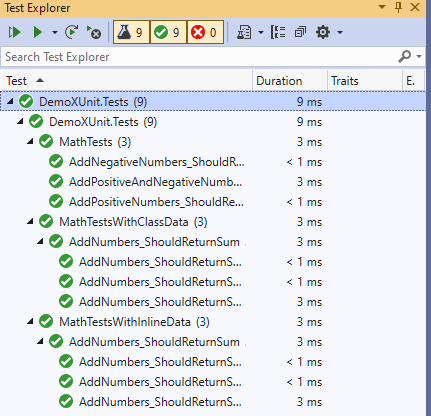 Test Explorer
9 9 0
Search Test Explorer
Test Duration Traits E.
DemoXUnit.Tests (9) 9 ms
DemoXUnit.Tests (9) 9 ms
MathTests (3) 3 ms
AddNegativeNumbers_ShouldR... < 1 ms
AddPositiveAndNegativeNumb... 3 ms
AddPositiveNumbers_ShouldRe... < 1 ms
MathTestsWithClassData (3) 3 ms
AddNumbers_ShouldReturnSum 3 ms
AddNumbers_ShouldReturnS... < 1 ms
AddNumbers_ShouldReturnS... < 1 ms
AddNumbers_ShouldReturnS... 3 ms
MathTestsWithInlineData (3) 3 ms
AddNumbers_ShouldReturnSum 3 ms
AddNumbers_ShouldReturnS... < 1 ms
AddNumbers_ShouldReturnS... < 1 ms
AddNumbers_ShouldReturnS... 3 ms